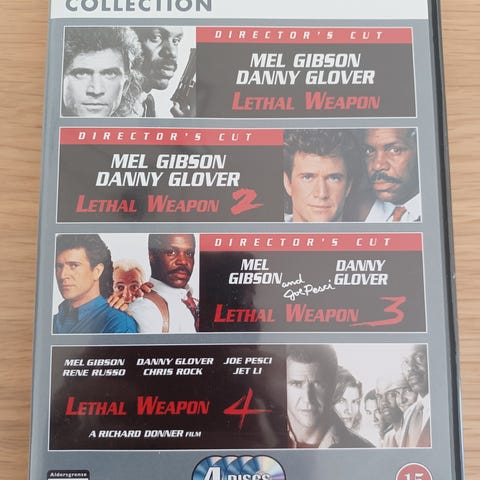 COLLECTION
DIRECTOR'S CUT
MEL GIBSON
DANNY GLOVER
LETHAL WEAPON
DIRECTOR'S CUT
MEL GIBSON
DANNY GLOVER
LETHAL WEAPON 2
DIRECTOR'S CUT
MEL GIBSON and Joe Pesci DANNY GLOVER
LETHAL WEAPON 3
MEL GIBSON DANNY GLOVER JOE PESCI
RENE RUSSO CHRIS ROCK JET LI
LETHAL WEAPON 4
A RICHARD DONNER FILM
Aldersgrense
4 DISCS
15